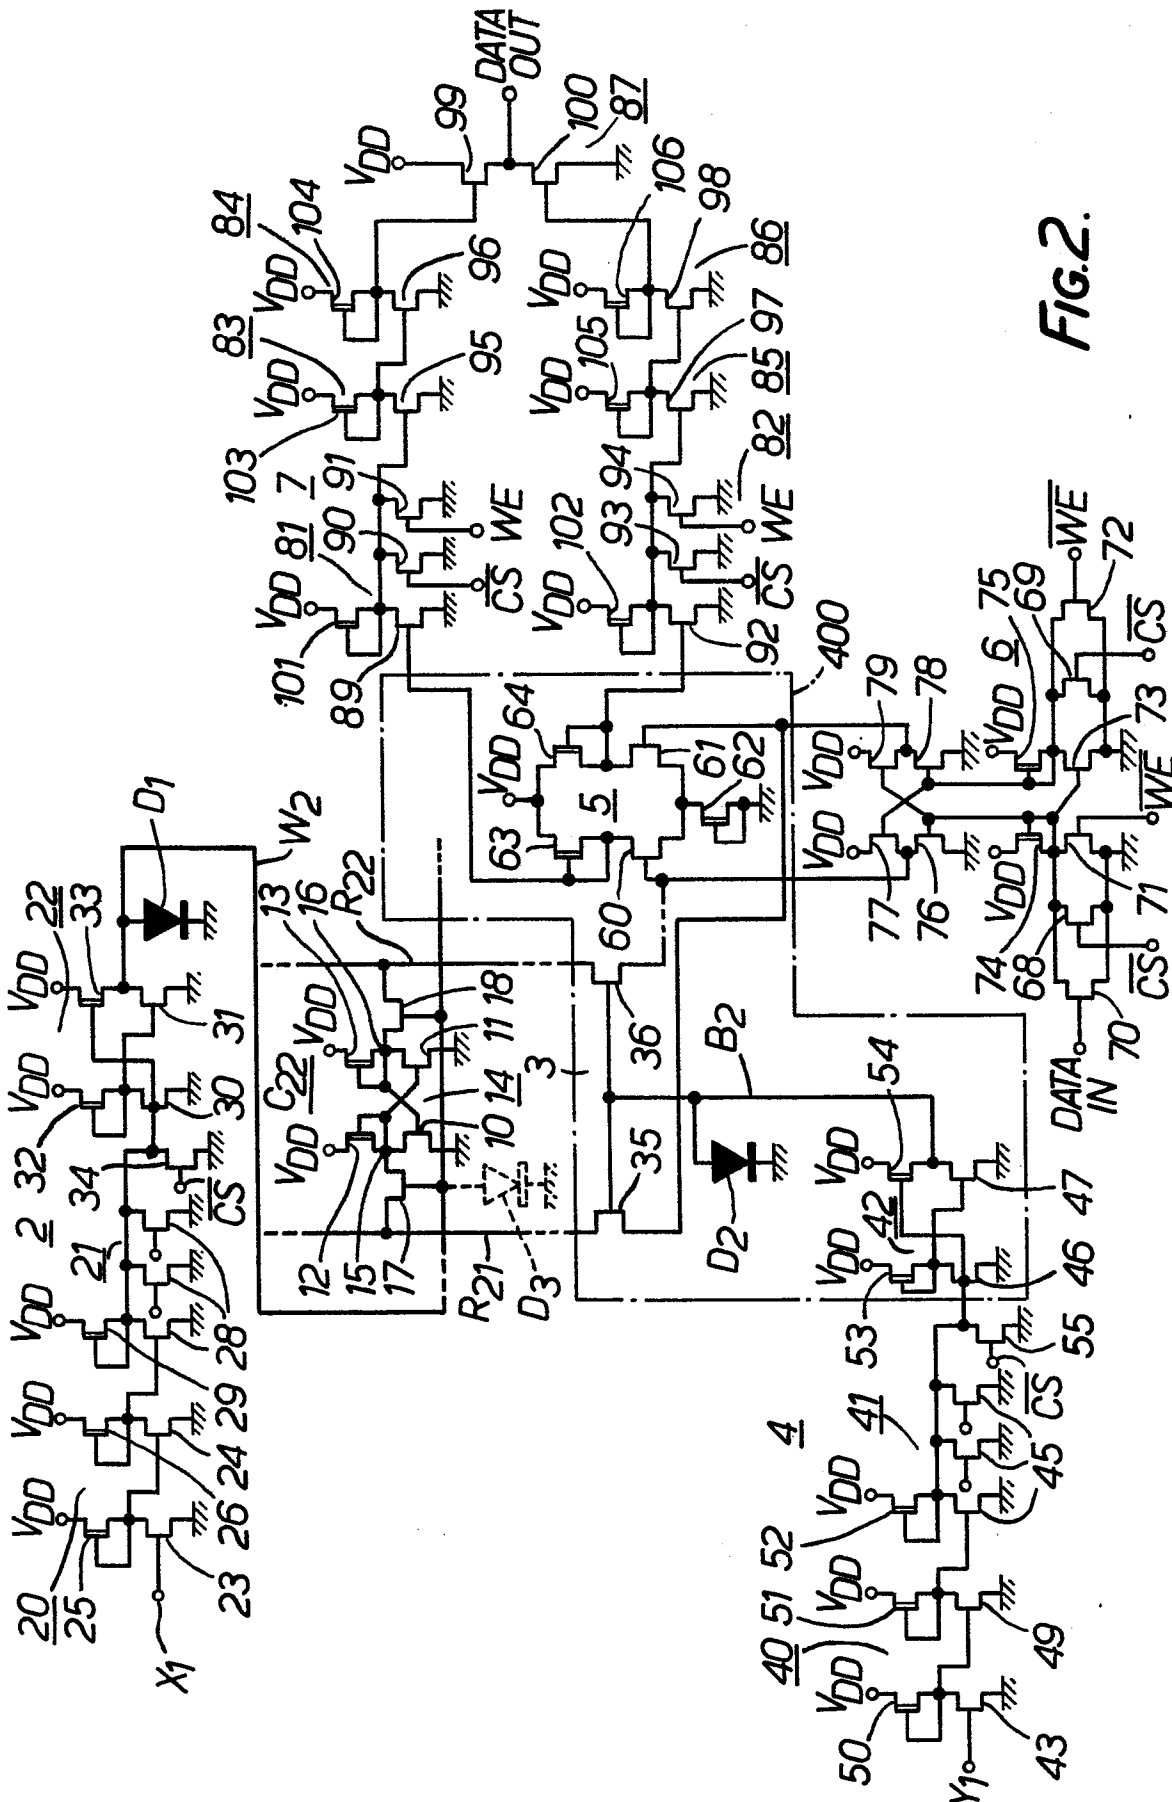 X1
20
25
VDD
23
26
VDD
24
29
VDD
28
21
2
34
CS
32
VDD
30
22
33
VDD
31
D1
W2
C22
VDD
VDD
12
15
17
13
16
R22
10
14
11
18
R21
D3
3
35
36
D2
B2
Y1
40
50
VDD
43
51
VDD
49
52
VDD
45
4
41
CS
55
53
VDD
42
46
54
VDD
47
5
VDD
63
64
60
61
62
400
7
101
VDD
81
89
90
91
CS
WE
103
VDD
83
95
84
104
VDD
96
102
VDD
92
93
94
82
CS
WE
105
VDD
97
85
106
VDD
98
86
VDD
99
100
87
DATA
OUT
VDD
VDD
77
76
79
78
VDD
VDD
74
75
6
68
69
70
71
72
73
DATA
IN
CS
WE
CS
WE
FIG.2.